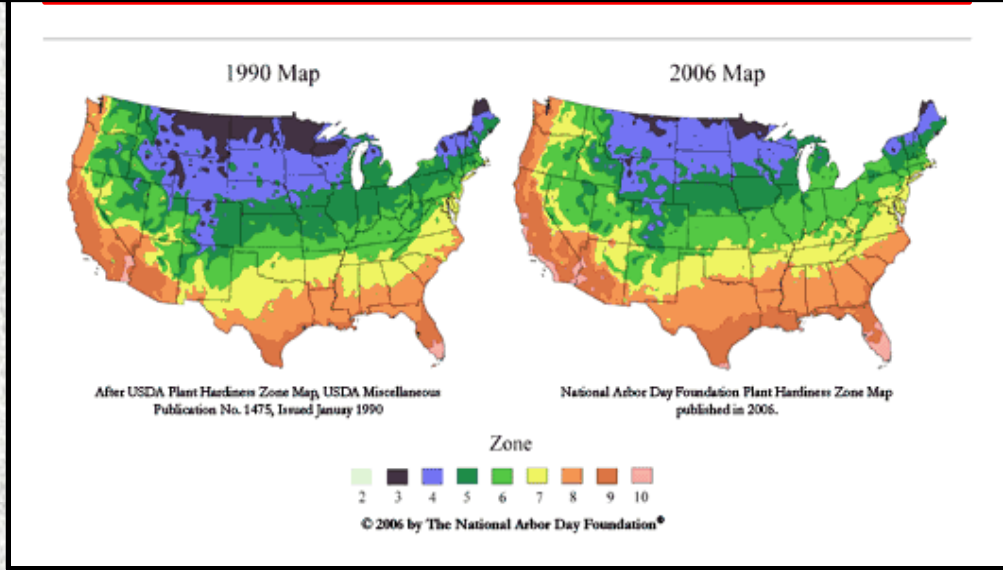 1990 Map
2006 Map
After USDA Plant Hardiness Zone Map, USDA Miscellaneous
Publication No. 1475, Issued Januay 1990
National Arbor Day Foundation Plant Hardiness Zone Map
published in 2006.
Zone
2 3 4 5 6 7 8 9 10
© 2006 by The National Arbor Day Foundation®